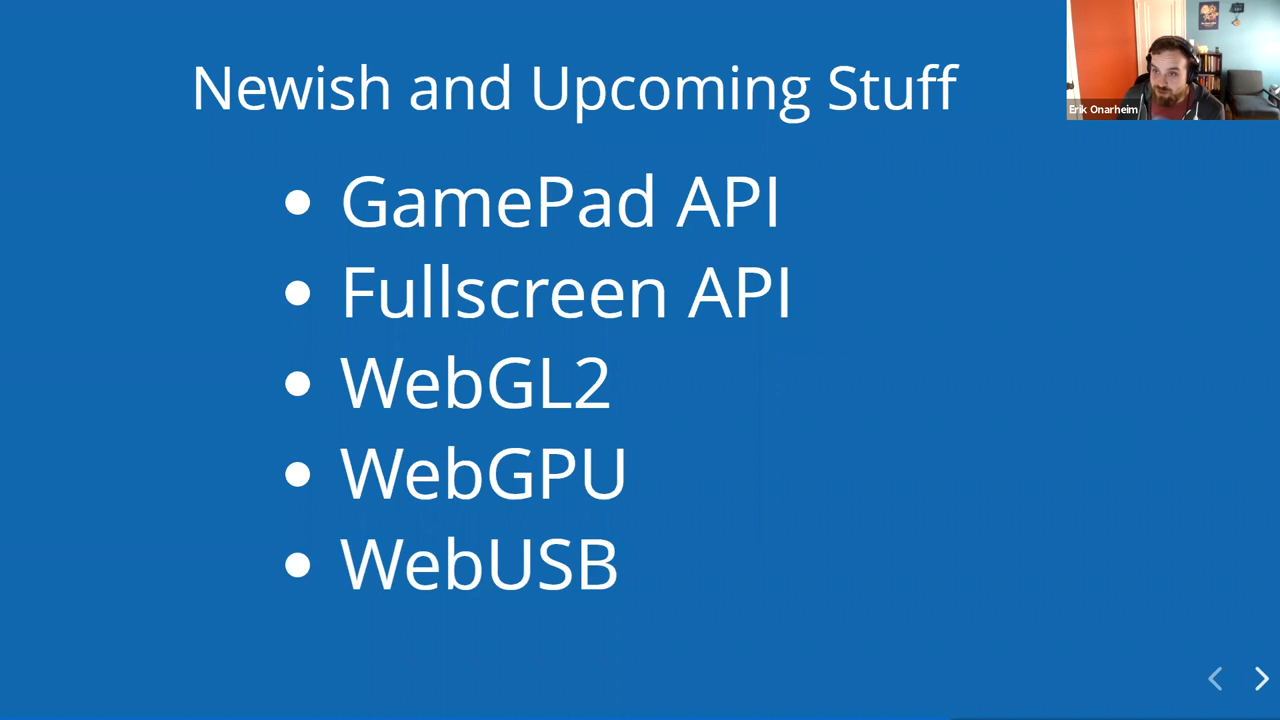 Newish and Upcoming Stuff
Erik Onarheim
GamePad API
Fullscreen API
WebGL2
WebGPU
WebUSB